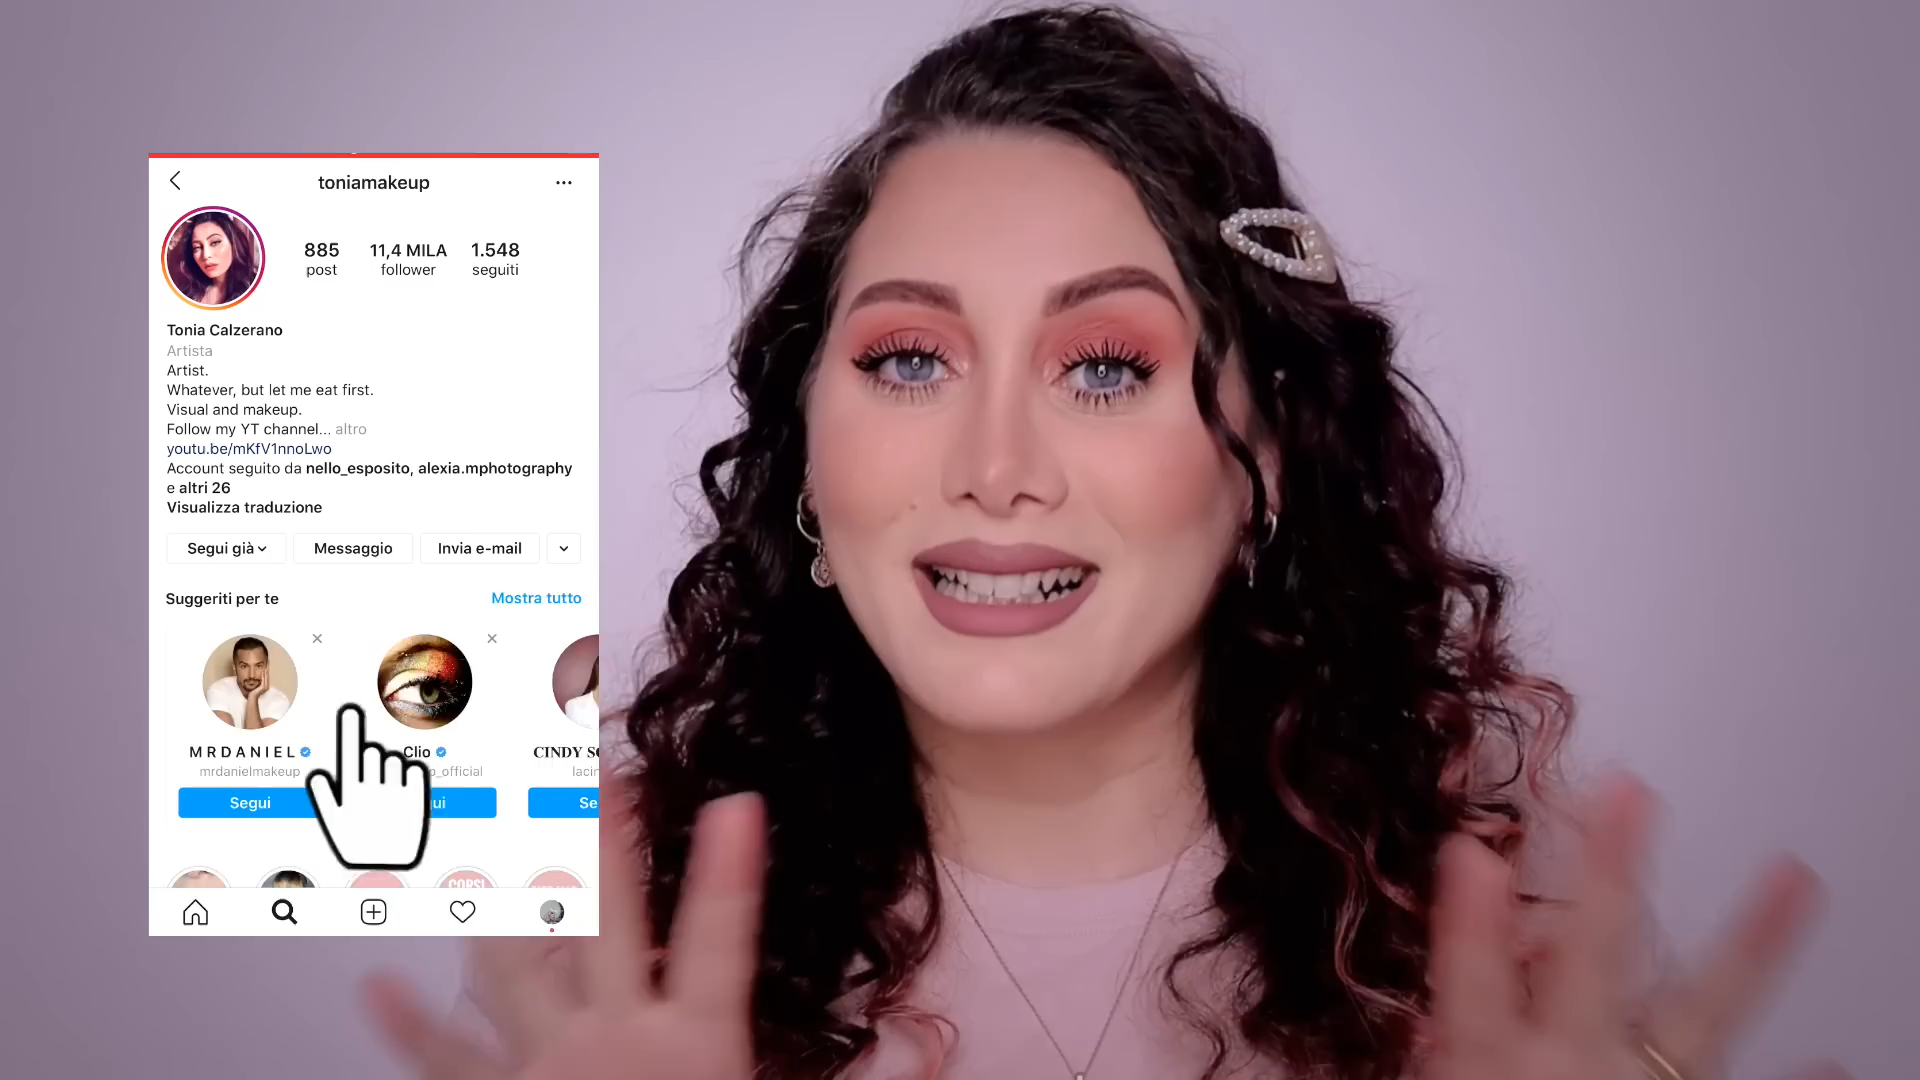 toniamakeup
885 11,4 MILA 1.548
post follower seguiti
Tonia Calzerano
Artista
Artist.
Whatever, but let me eat first.
Visual and makeup.
Follow my YT channel... altro
youtu.be/mKfV1nnoLwo
Account seguito da nello_esposito, alexia.mphotography
e altri 26
Visualizza traduzione
Segui già Messaggio Invia e-mail
Suggeriti per te Mostra tutto
MRDANIEL Clio CINDY
mrdanielmakeup
Segui